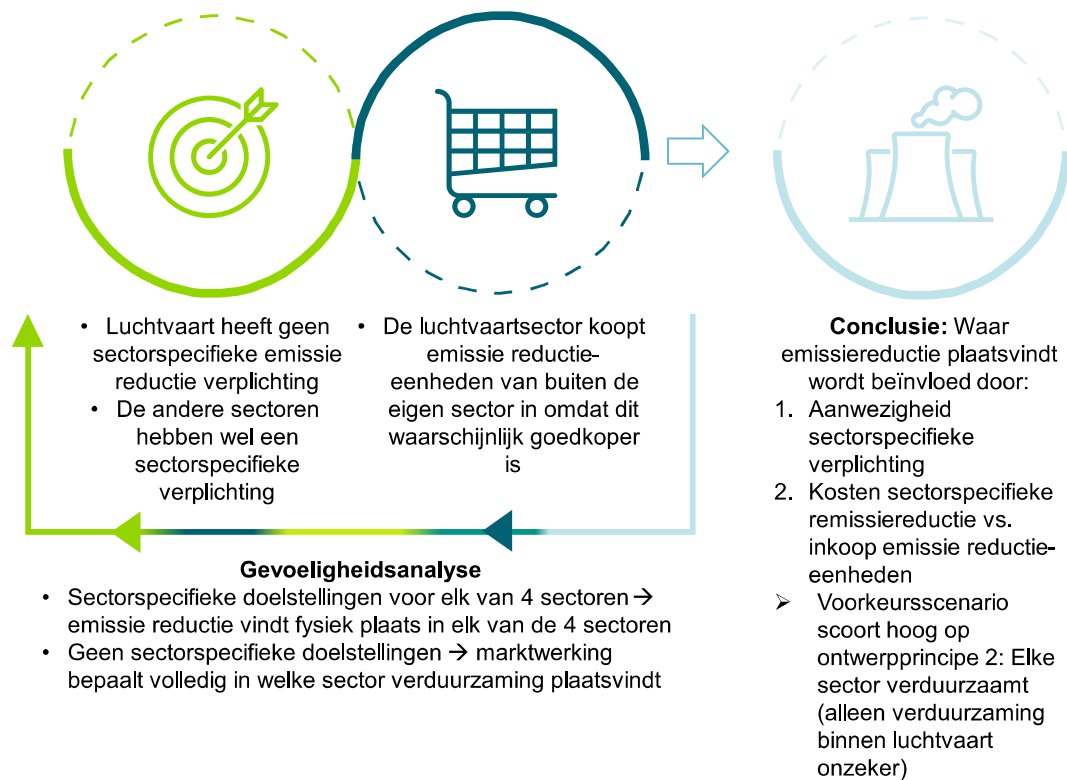 • Luchtvaart heeft geen
sectorspecifieke emissie
reductie verplichting
• De andere sectoren
hebben wel een
sectorspecifieke
verplichting
• De luchtvaartsector koopt
emissie reductie-
eenheden van buiten de
eigen sector in omdat dit
waarschijnlijk goedkoper
is
Gevoeligheidsanalyse
• Sectorspecifieke doelstellingen voor elk van 4 sectoren →
emissie reductie vindt fysiek plaats in elk van de 4 sectoren
• Geen sectorspecifieke doelstellingen → marktwerking
bepaalt volledig in welke sector verduurzaming plaatsvindt
Conclusie: Waar
emissiereductie plaatsvindt
wordt beïnvloed door:
1. Aanwezigheid
sectorspecifieke
verplichting
2. Kosten sectorspecifieke
remissiereductie vs.
inkoop emissie reductie-
eenheden
➢ Voorkeursscenario
scoort hoog op
ontwerpprincipe 2: Elke
sector verduurzaamt
(alleen verduurzaming
binnen luchtvaart
onzeker)